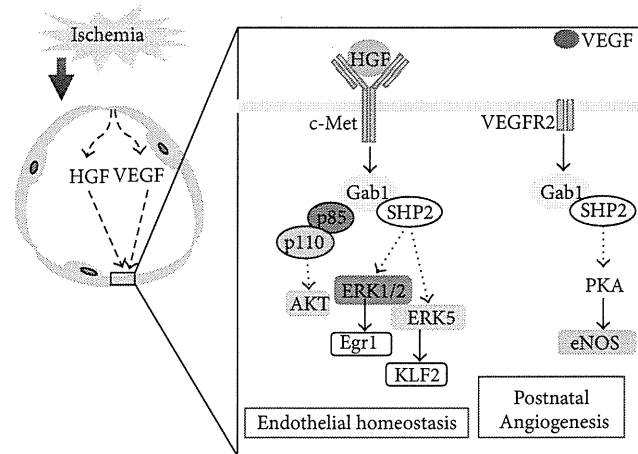 Ischemia
HGF VEGF
HGF
c-Met
Gab1
SHP2
p85
p110
AKT
ERK1/2
ERK5
Egr1
KLF2
Endothelial homeostasis
VEGF
VEGFR2
Gab1
SHP2
PKA
eNOS
Postnatal
Angiogenesis